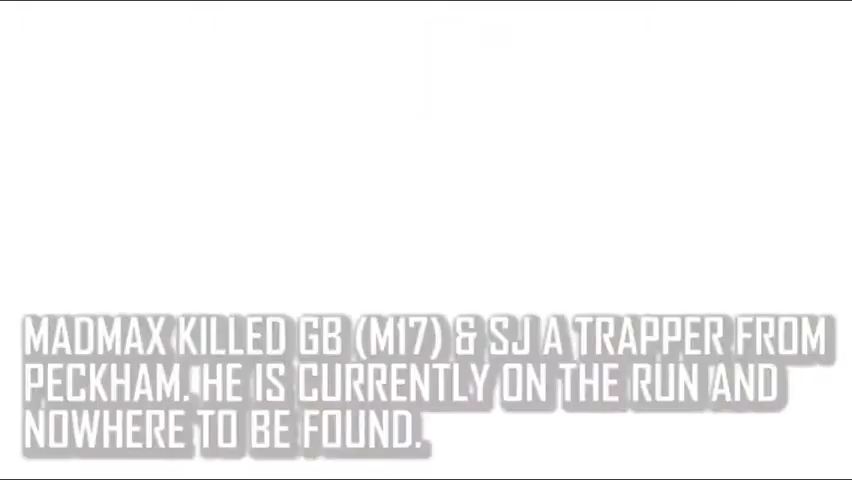 MADMAX KILLED GB (M17) & SJ A TRAPPER FROM
PECKHAM. HE IS CURRENTLY ON THE RUN AND
NOWHERE TO BE FOUND.